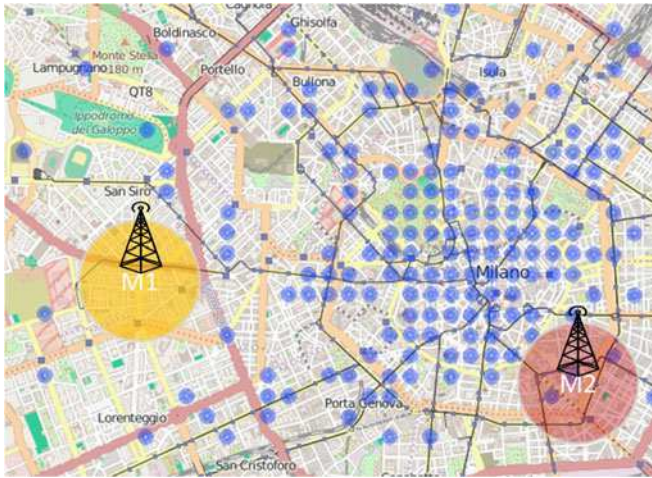 Cagnola
Boldinasco
Ghisolfa
Monte Stella
180 m
Lampugnano
Portello
Bullona
Isola
QT8
Ippodromo
del Galoppo
San Siro
M1
Milano
M2
Lorenteggio
Porta Genova
San Cristoforo